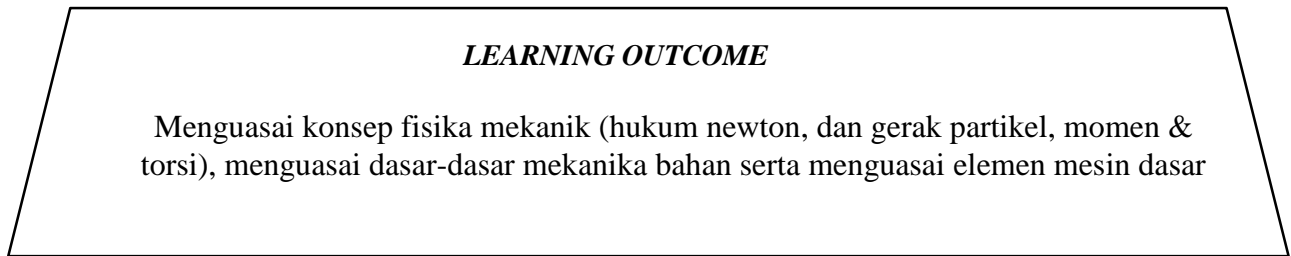 LEARNING OUTCOME
Menguasai konsep fisika mekanik (hukum newton, dan gerak partikel, momen &
torsi), menguasai dasar-dasar mekanika bahan serta menguasai elemen mesin dasar